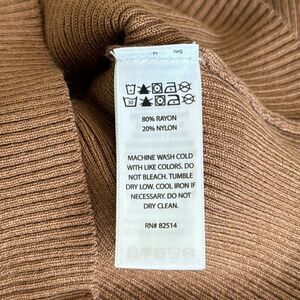 80% RAYON
20% NYLON
MACHINE WASH COLD
WITH LIKE COLORS. DO
NOT BLEACH. TUMBLE
DRY LOW. COOL IRON IF
NECESSARY. DO NOT
DRY CLEAN.
RN# 82514